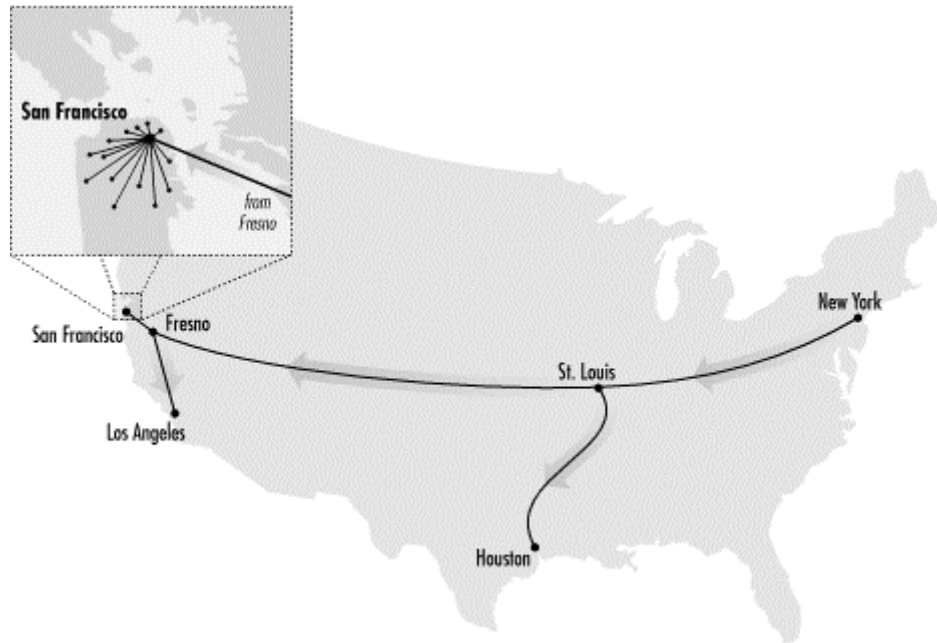 San Francisco
from
Fresno
New York
San Francisco
Fresno
St. Louis
Los Angeles
Houston